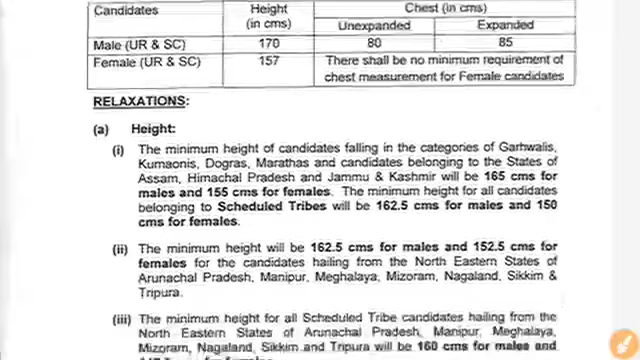 Candidates Height (in cms) Chest (in cms)
Unexpanded Expanded
Male (UR & SC) 170 80 85
Female (UR & SC) 157 There shall be no minimum requirement of
chest measurement for Female candidates
RELAXATIONS:
(a) Height:
(i) The minimum height of candidates falling in the categories of Garhwalis,
Kumaonis, Dogras, Marathas and candidates belonging to the States of
Assam, Himachal Pradesh and Jammu & Kashmir will be 165 cms for
males and 155 cms for females. The minimum height for all candidates
belonging to Scheduled Tribes will be 162.5 cms for males and 150
cms for females.
(ii) The minimum height will be 162.5 cms for males and 152.5 cms for
females for the candidates hailing from the North Eastern States of
Arunachal Pradesh, Manipur, Meghalaya, Mizoram, Nagaland, Sikkim &
Tripura.
(iii) The minimum height for all Scheduled Tribe candidates hailing from the
North Eastern States of Arunachal Pradesh, Manipur, Meghalaya,
Mizoram, Nagaland, Sikkim and Tripura will be 160 cms for males and